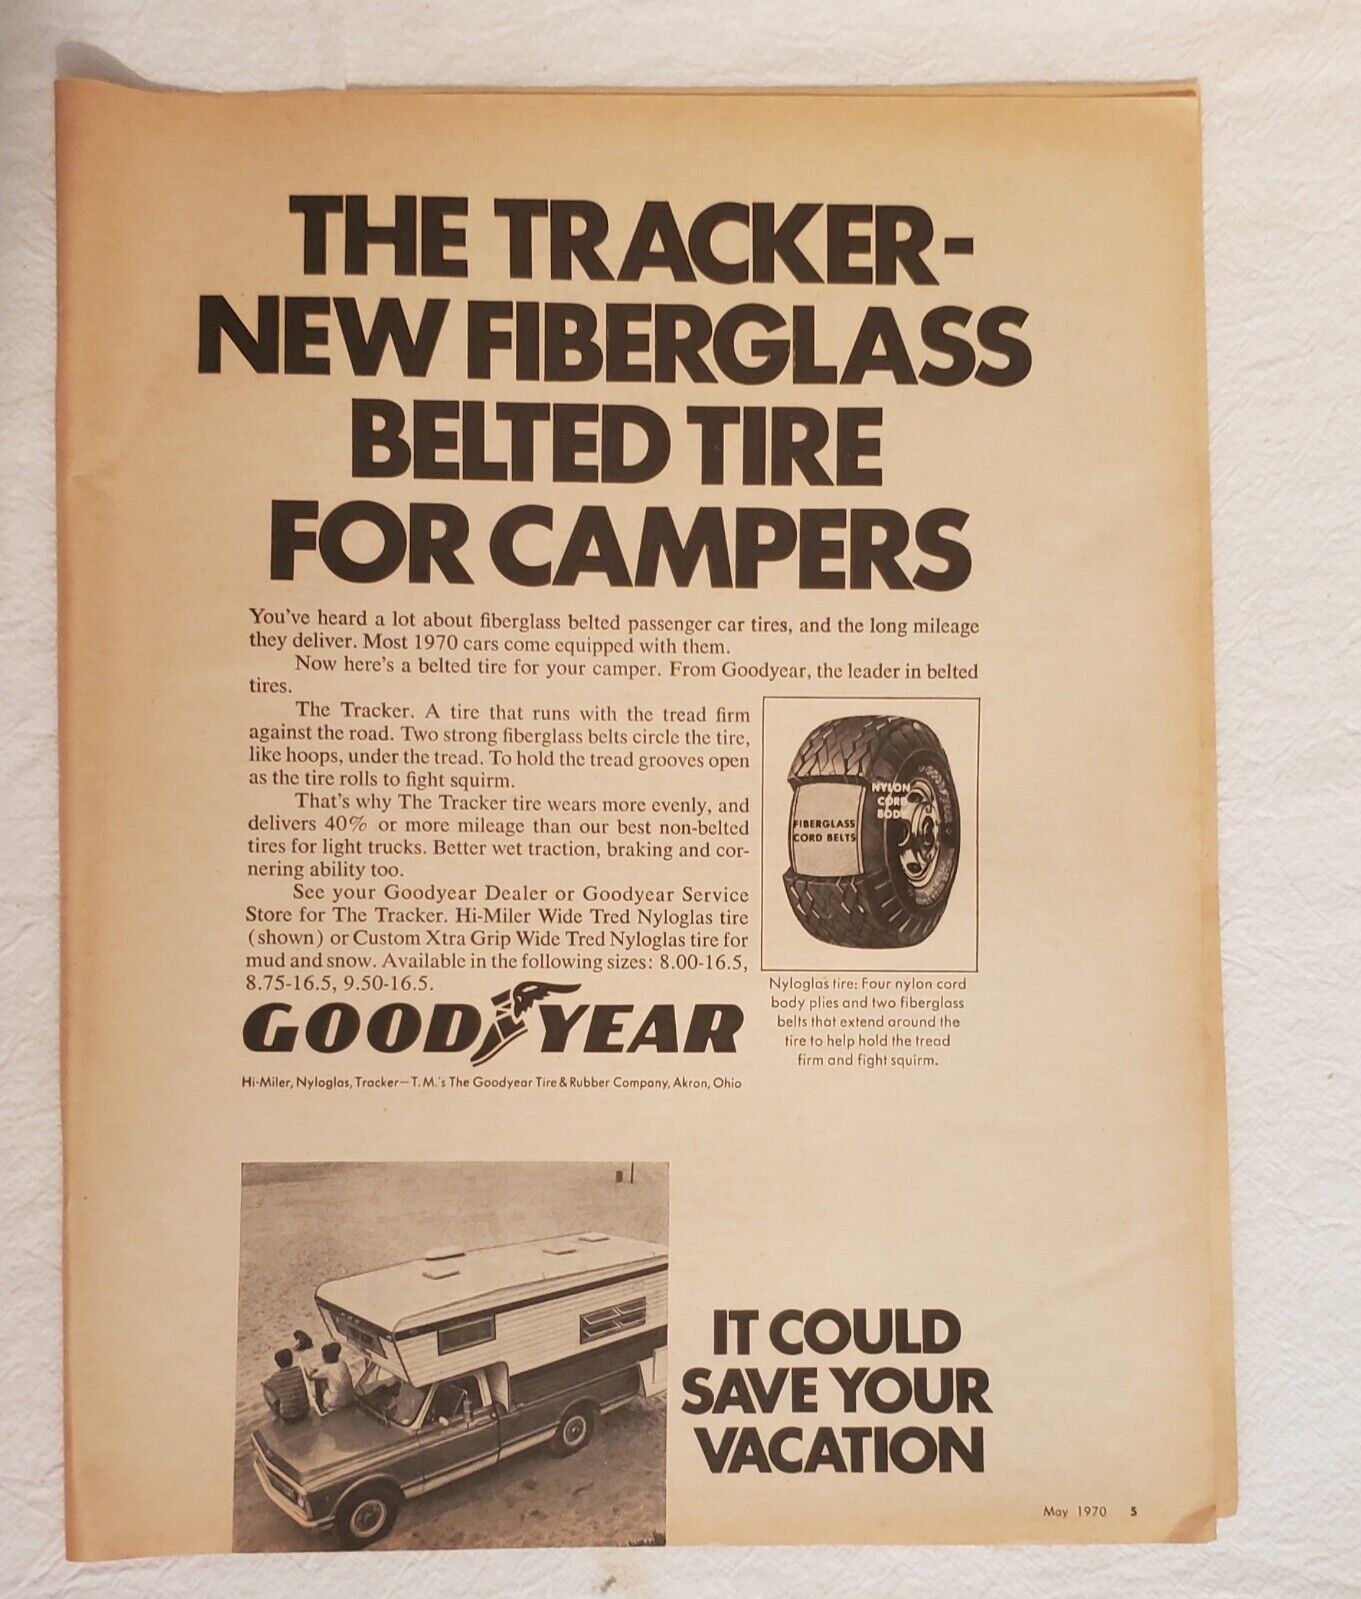 THE TRACKER-
NEW FIBERGLASS
BELTED TIRE
FOR CAMPERS
You've heard a lot about fiberglass belted passenger car tires, and the long mileage
they deliver. Most 1970 cars come equipped with them.
Now here's a belted tire for your camper. From Goodyear, the leader in belted
tires.
The Tracker. A tire that runs with the tread firm
against the road. Two strong fiberglass belts circle the tire,
like hoops, under the tread. To hold the tread grooves open
as the tire rolls to fight squirm.
That's why The Tracker tire wears more evenly, and
delivers 40% or more mileage than our best non-belted
tires for light trucks. Better wet traction, braking and cor-
nering ability too.
See your Goodyear Dealer or Goodyear Service
Store for The Tracker. Hi-Miler Wide Tred Nyloglas tire
(shown) or Custom Xtra Grip Wide Tred Nyloglas tire for
mud and snow. Available in the following sizes: 8.00-16.5,
8.75-16.5, 9.50-16.5.
NYLON
CORD
BODY
FIBERGLASS
CORD BELTS
Nyloglas tire: Four nylon cord
body plies and two fiberglass
belts that extend around the
tire to help hold the tread
firm and fight squirm.
GOODYEAR
Hi-Miler, Nyloglas, Tracker—T.M.'s The Goodyear Tire & Rubber Company, Akron, Ohio
IT COULD
SAVE YOUR
VACATION
May 1970 5